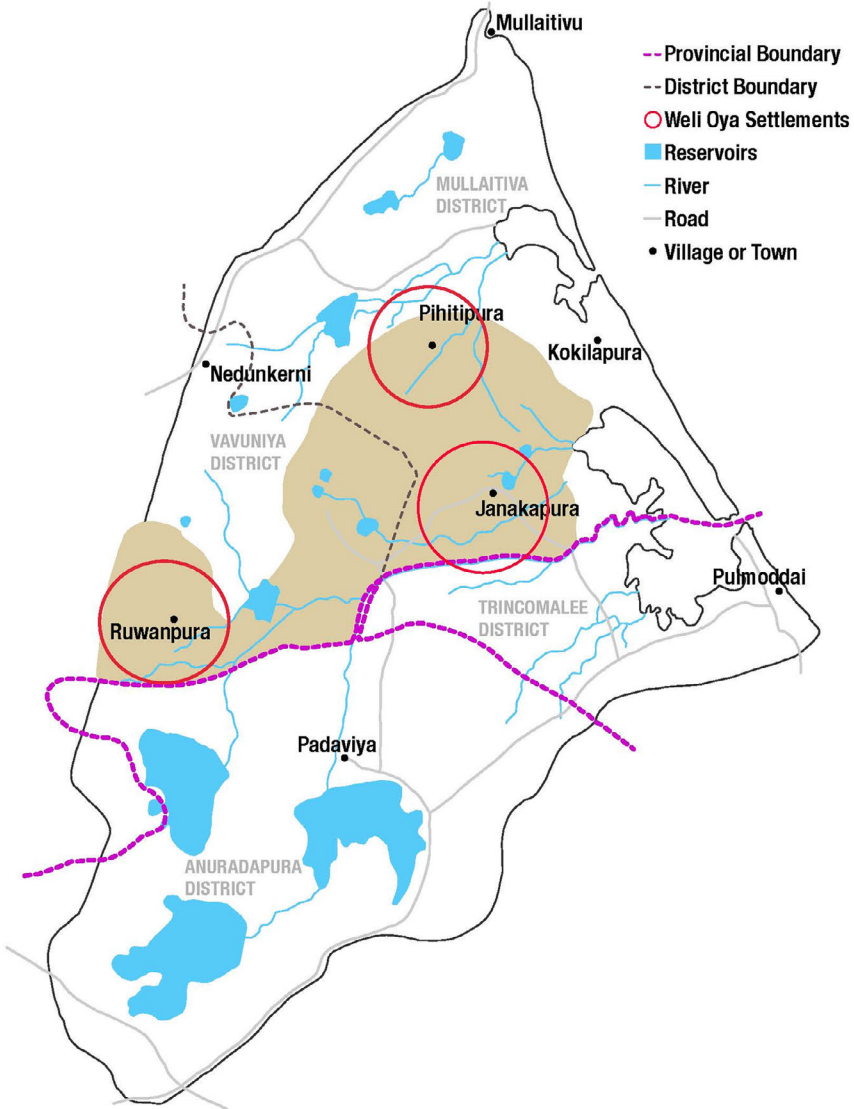 Mullaitivu
Provincial Boundary
District Boundary
Weli Oya Settlements
Reservoirs
River
Road
Village or Town
MULLAITIVA
DISTRICT
Pihitipura
Kokilapura
Nedunkerni
VAVUNIYA
DISTRICT
Janakapura
Pulmoddai
TRINCOMALEE
DISTRICT
Ruwanpura
Padaviya
ANURADAPURA
DISTRICT